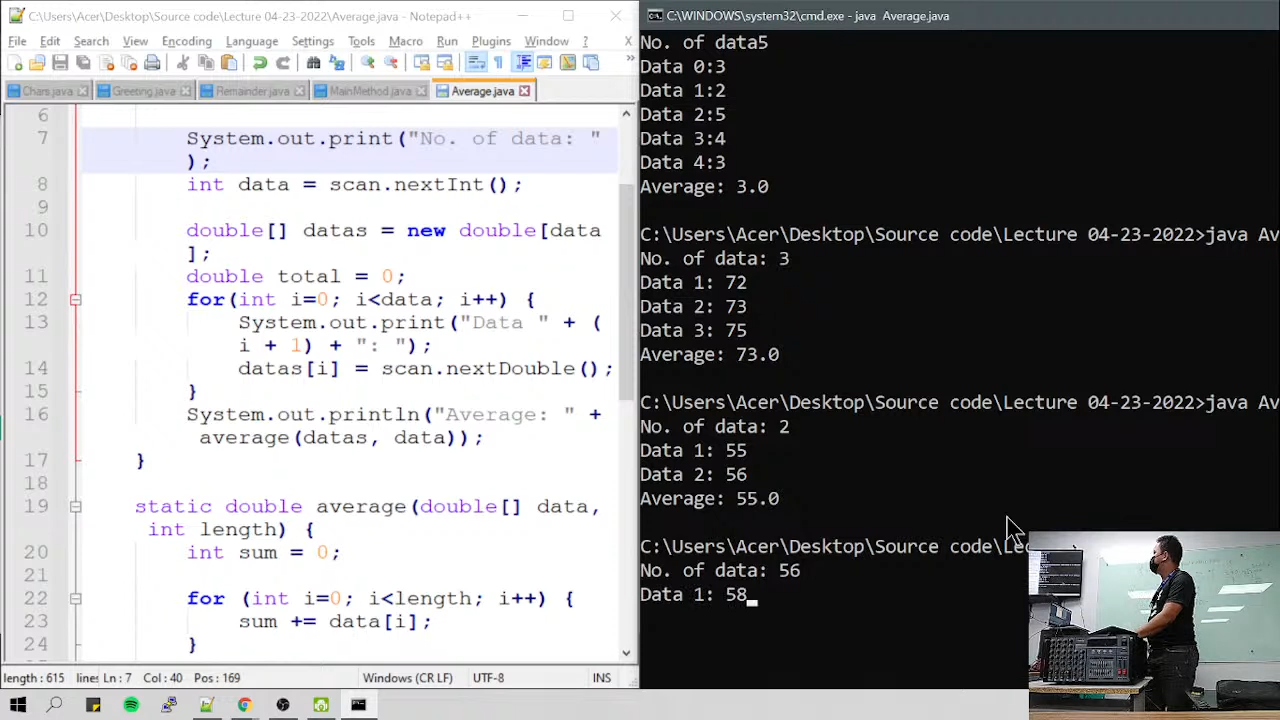 C:\Users\Acer\Desktop\Source code\Lecture 04-23-2022\Average.java - Notepad++
File Edit Search View Encoding Language Settings Tools Macro Run Plugins Window ? X
Chars.java Greeting.java Remainder.java MainMethod.java Average.java
6
7 System.out.print("No. of data: "
);
8 int data = scan.nextInt();
9
10 double[] datas = new double[data
];
11 double total = 0;
12 for(int i=0; i<data; i++) {
13 System.out.print("Data " + (
i + 1) + ": ");
14 datas[i] = scan.nextDouble();
15 }
16 System.out.println("Average: " +
average(datas, data));
17 }
18
19 static double average(double[] data,
int length) {
20 int sum = 0;
21
22 for (int i=0; i<length; i++) {
23 sum += data[i];
24 }
length: 615 lines Ln: 7 Col: 40 Pos: 169 Windows (CR LF) UTF-8 INS
C:\WINDOWS\system32\cmd.exe - java Average.java
No. of data5
Data 0:3
Data 1:2
Data 2:5
Data 3:4
Data 4:3
Average: 3.0
C:\Users\Acer\Desktop\Source code\Lecture 04-23-2022>java Av
No. of data: 3
Data 1: 72
Data 2: 73
Data 3: 75
Average: 73.0
C:\Users\Acer\Desktop\Source code\Lecture 04-23-2022>java Av
No. of data: 2
Data 1: 55
Data 2: 56
Average: 55.0
C:\Users\Acer\Desktop\Source code\Lec
No. of data: 56
Data 1: 58